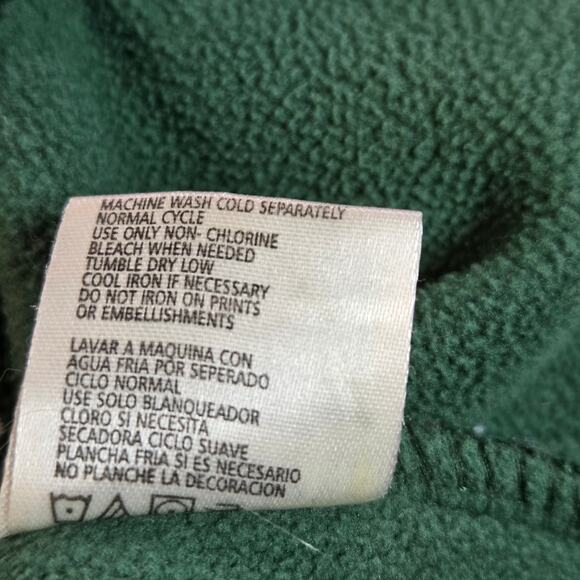 MACHINE WASH COLD SEPARATELY
NORMAL CYCLE
USE ONLY NON- CHLORINE
BLEACH WHEN NEEDED
TUMBLE DRY LOW
COOL IRON IF NECESSARY
DO NOT IRON ON PRINTS
OR EMBELLISHMENTS
LAVAR A MAQUINA CON
AGUA FRIA POR SEPERADO
CICLO NORMAL
USE SOLO BLANQUEADOR
CLORO SI NECESITA
SECADORA CICLO SUAVE
PLANCHA FRIA SI ES NECESARIO
NO PLANCHE LA DECORACION